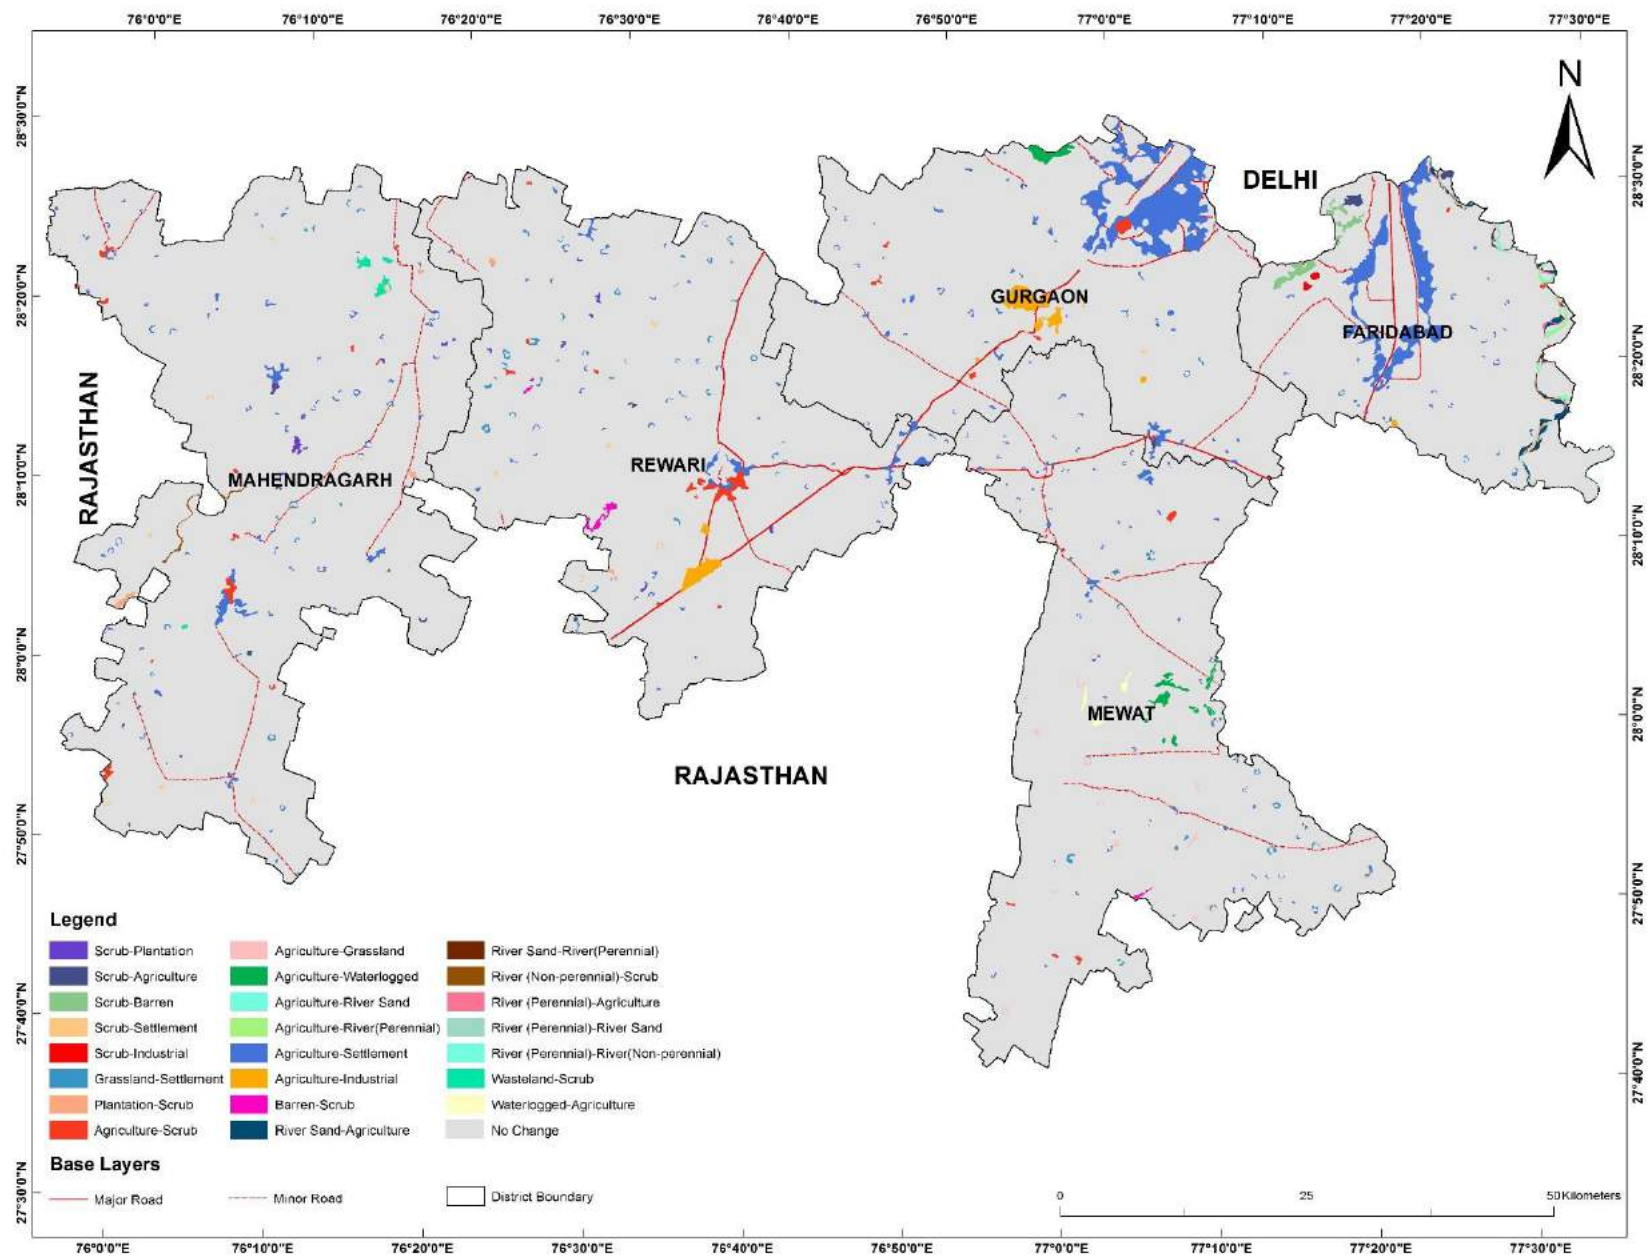 76°0'0"E 76°10'0"E 76°20'0"E 76°30'0"E 76°40'0"E 76°50'0"E 77°0'0"E 77°10'0"E 77°20'0"E 77°30'0"E
28°30'0"N
28°20'0"N
28°10'0"N
28°0'0"N
27°50'0"N
27°40'0"N
27°30'0"N
N
DELHI
GURGAON
FARIDABAD
RAJASTHAN
REWARI
MAHENDRAGARH
MEWAT
RAJASTHAN
28°30'0"N
28°20'0"N
28°10'0"N
28°0'0"N
27°50'0"N
27°40'0"N
Legend
Scrub-Plantation
Scrub-Agriculture
Scrub-Barren
Scrub-Settlement
Scrub-Industrial
Grassland-Settlement
Plantation-Scrub
Agriculture-Scrub
Agriculture-Grassland
Agriculture-Waterlogged
Agriculture-River Sand
Agriculture-River(Perennial)
Agriculture-Settlement
Agriculture-Industrial
Barren-Scrub
River Sand-Agriculture
River Sand-River(Perennial)
River (Non-perennial)-Scrub
River (Perennial)-Agriculture
River (Perennial)-River Sand
River (Perennial)-River(Non-perennial)
Wasteland-Scrub
Waterlogged-Agriculture
No Change
Base Layers
Major Road
Minor Road
District Boundary
0 25 50 Kilometers
76°0'0"E 76°10'0"E 76°20'0"E 76°30'0"E 76°40'0"E 76°50'0"E 77°0'0"E 77°10'0"E 77°20'0"E 77°30'0"E